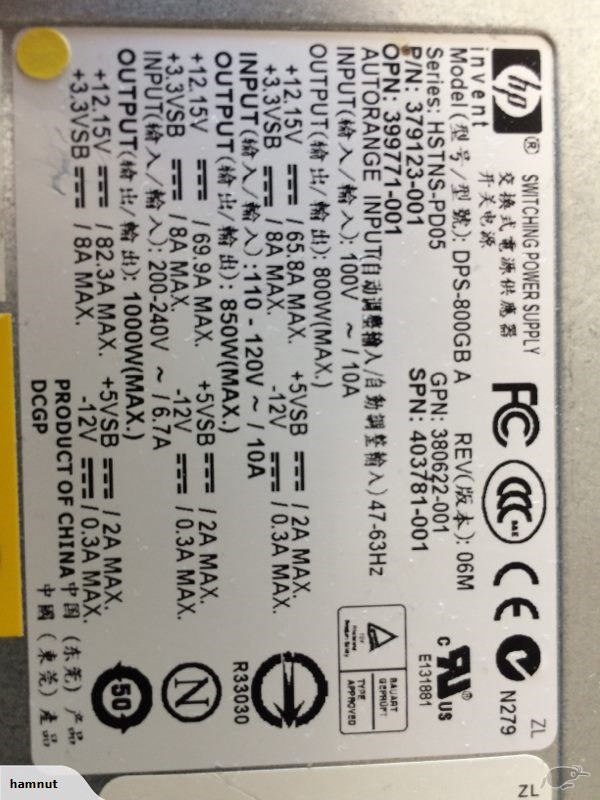 hp
invent
®
SWITCHING POWER SUPPLY
交換式電源供應器
开关电源
FC
CCC
S&E
CE
N279
ZL
Model(型号/型號): DPS-800GB A REV(版本): 06M
Series: HSTNS-PD05 GPN: 380622-001
P/N: 379123-001 SPN: 403781-001
OPN: 399771-001
AUTORANGE INPUT(自动调整输入/自動調整輸入) 47-63Hz
INPUT(输入/輸入): 100V ~ / 10A
OUTPUT(输出/輸出): 800W(MAX.)
+12.15V / 65.8A MAX. +5VSB / 2A MAX.
+3.3VSB / 8A MAX. -12V / 0.3A MAX.
INPUT(输入/輸入): 110 - 120V ~ / 10A
OUTPUT(输出/輸出): 850W(MAX.)
+12.15V / 69.9A MAX. +5VSB / 2A MAX.
+3.3VSB / 8A MAX. -12V / 0.3A MAX.
INPUT(输入/輸入): 200-240V ~ / 6.7A
OUTPUT(输出/輸出): 1000W(MAX.)
+12.15V / 82.3A MAX. +5VSB / 2A MAX.
+3.3VSB / 8A MAX. -12V / 0.3A MAX.
PRODUCT OF CHINA 中国(东莞)产品
DCGP 中國(東莞)產品
c UR ® US
E131881
BAUART
GEPRÜFT
TYPE
APPROVED
TÜV
R33030
N
50
ZL
hamnut